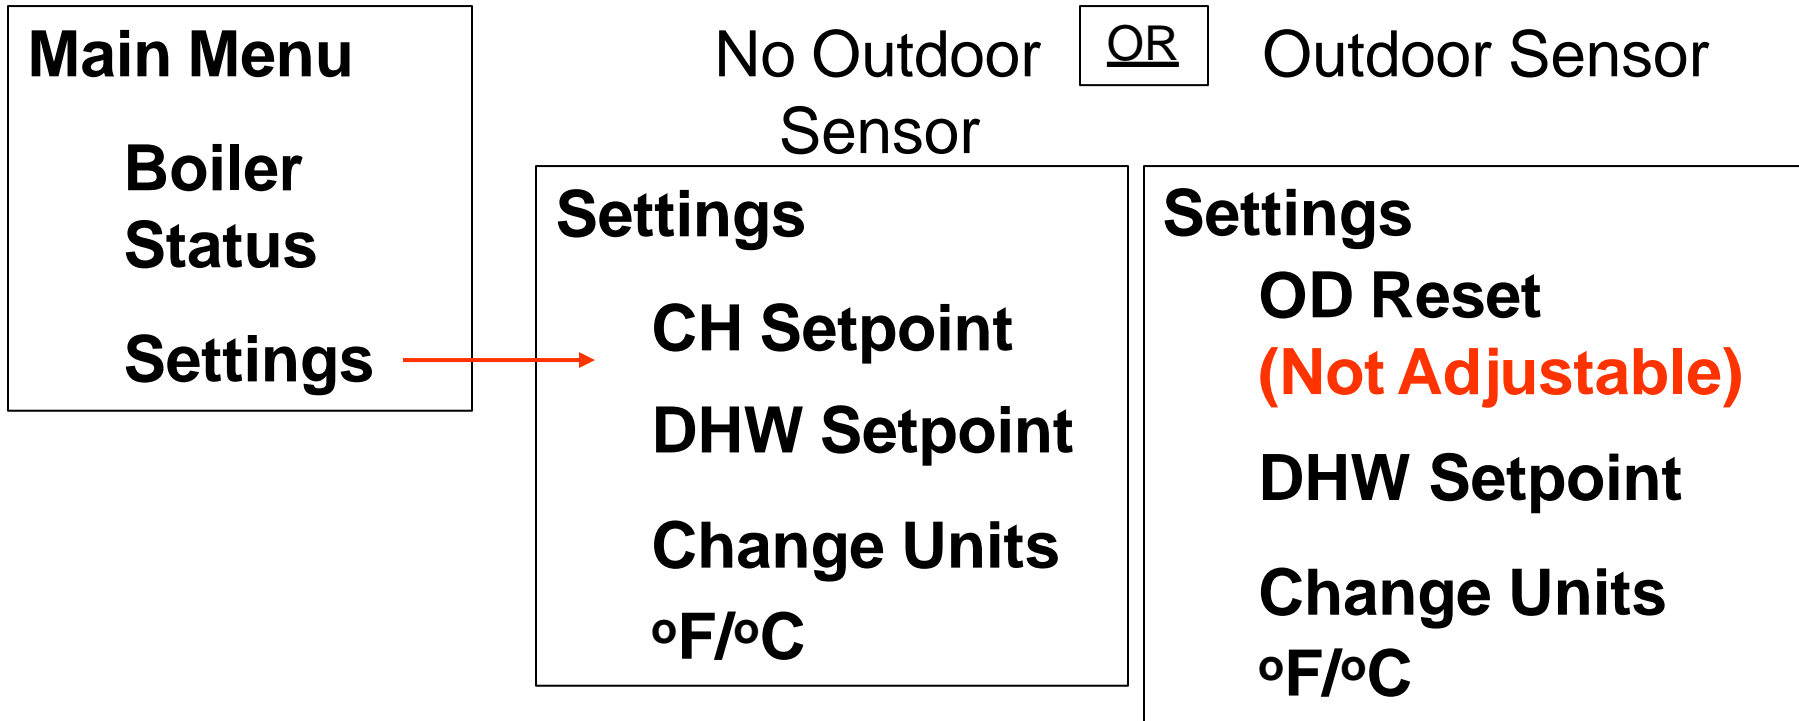 Main Menu
Boiler
Status
Settings
No Outdoor
Sensor
OR
Outdoor Sensor
Settings
CH Setpoint
DHW Setpoint
Change Units
ºF/ºC
Settings
OD Reset
(Not Adjustable)
DHW Setpoint
Change Units
ºF/ºC